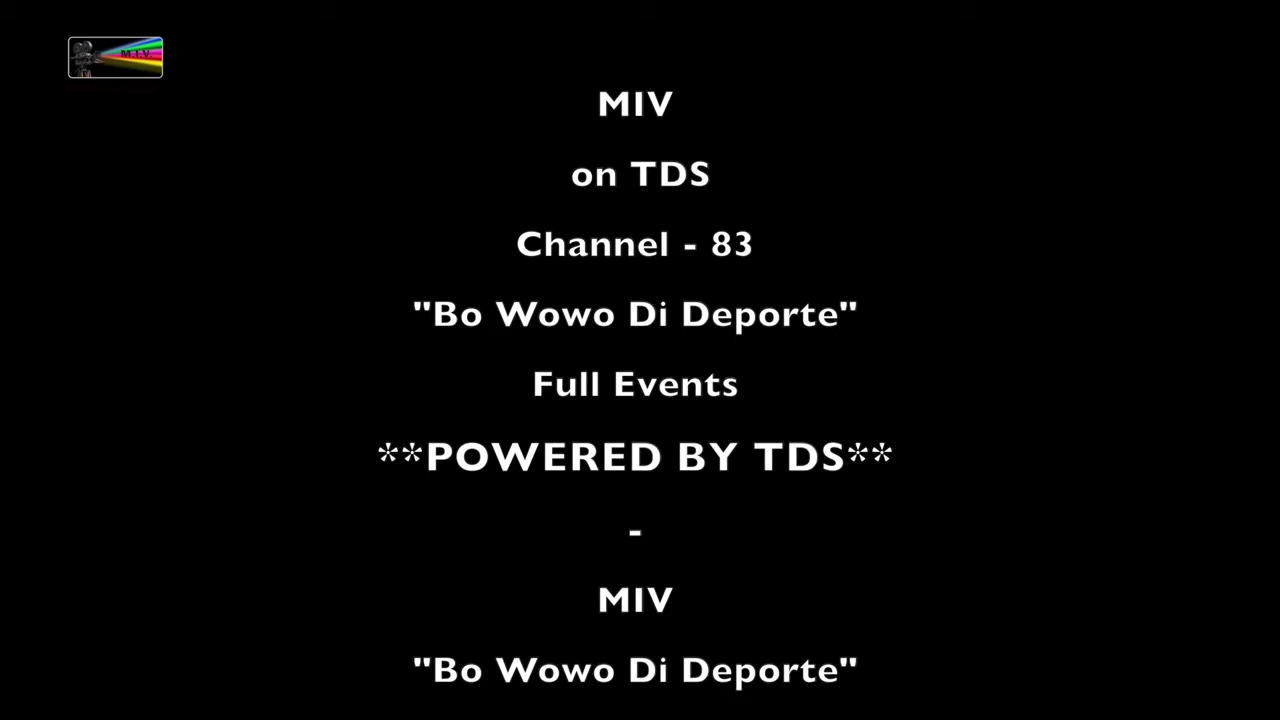 M.I.V.
MIV
on TDS
Channel - 83
"Bo Wowo Di Deporte"
Full Events
**POWERED BY TDS**
-
MIV
"Bo Wowo Di Deporte"